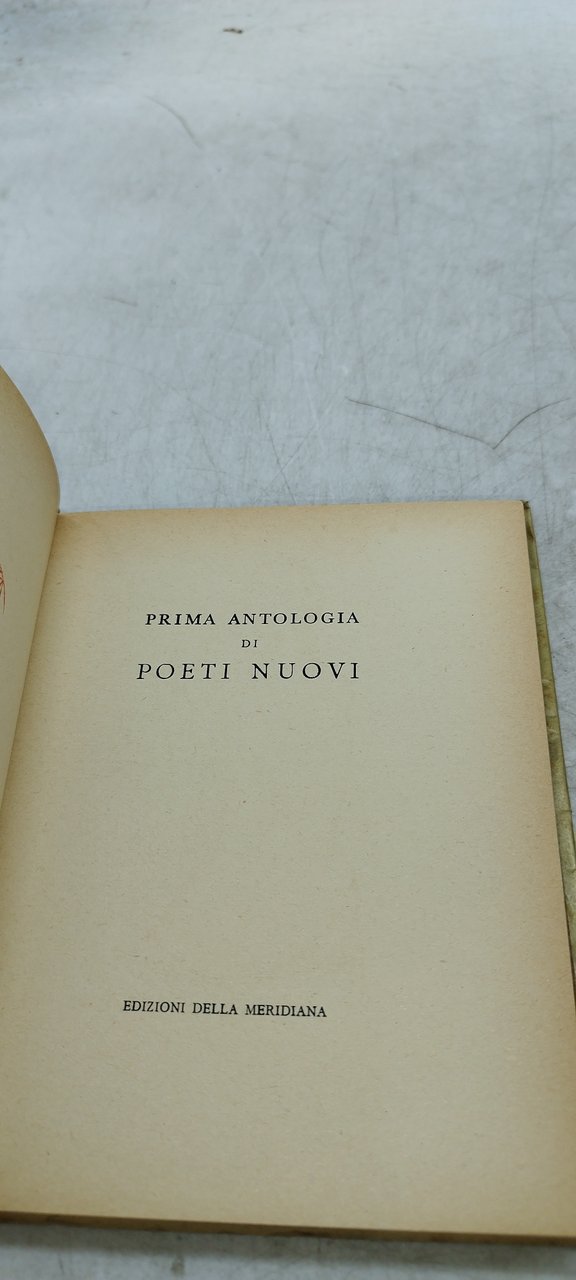 PRIMA ANTOLOGIA
DI
POETI NUOVI
EDIZIONI DELLA MERIDIANA